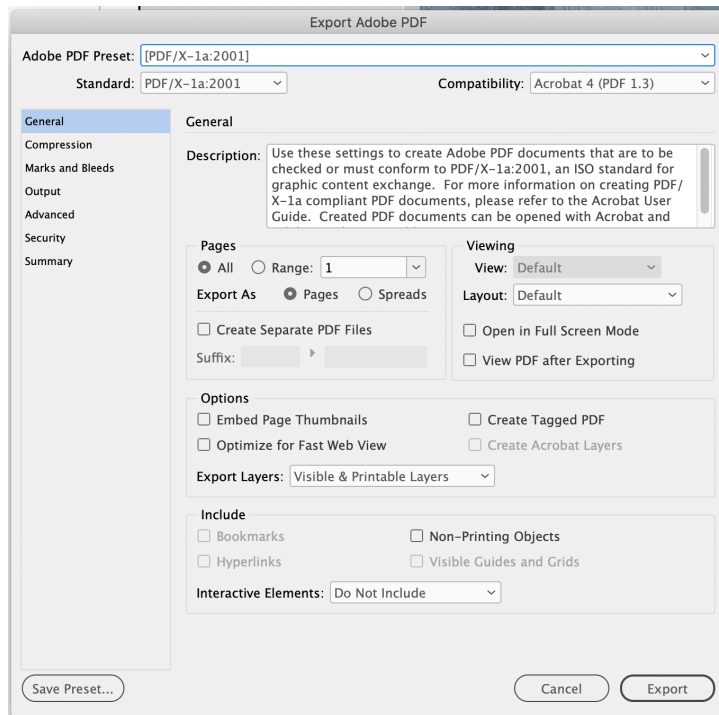 Export Adobe PDF
Adobe PDF Preset: [PDF/X-1a:2001]
Standard: PDF/X-1a:2001 Compatibility: Acrobat 4 (PDF 1.3)
General
Compression
Marks and Bleeds
Output
Advanced
Security
Summary
General
Description: Use these settings to create Adobe PDF documents that are to be
checked or must conform to PDF/X-1a:2001, an ISO standard for
graphic content exchange. For more information on creating PDF/
X-1a compliant PDF documents, please refer to the Acrobat User
Guide. Created PDF documents can be opened with Acrobat and
Pages
All Range: 1
Export As Pages Spreads
Create Separate PDF Files
Suffix:
Viewing
View: Default
Layout: Default
Open in Full Screen Mode
View PDF after Exporting
Options
Embed Page Thumbnails Create Tagged PDF
Optimize for Fast Web View Create Acrobat Layers
Export Layers: Visible & Printable Layers
Include
Bookmarks Non-Printing Objects
Hyperlinks Visible Guides and Grids
Interactive Elements: Do Not Include
Save Preset... Cancel Export